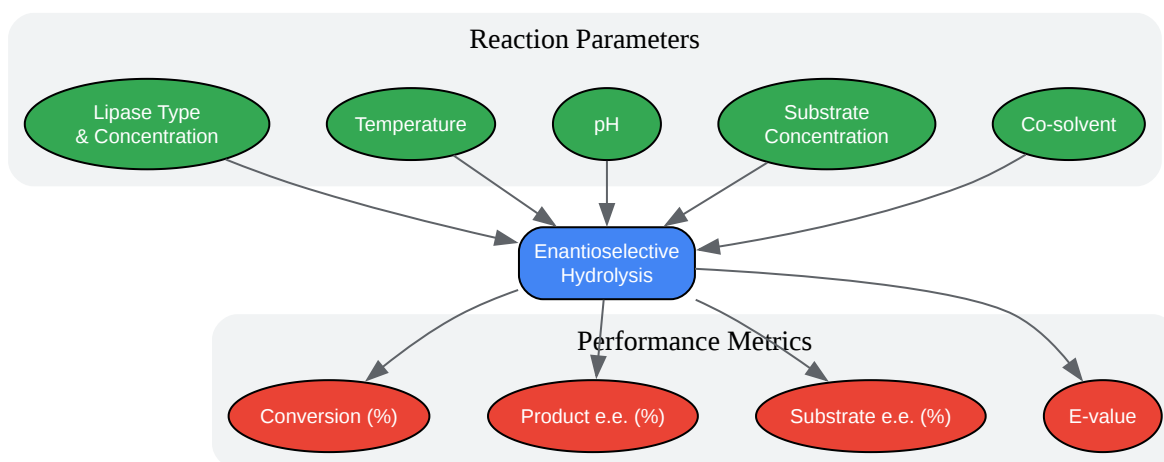 Reaction Parameters
Lipase Type
& Concentration
Temperature
pH
Substrate
Concentration
Co-solvent
Enantioselective
Hydrolysis
Performance Metrics
Conversion (%)
Product e.e. (%)
Substrate e.e. (%)
E-value